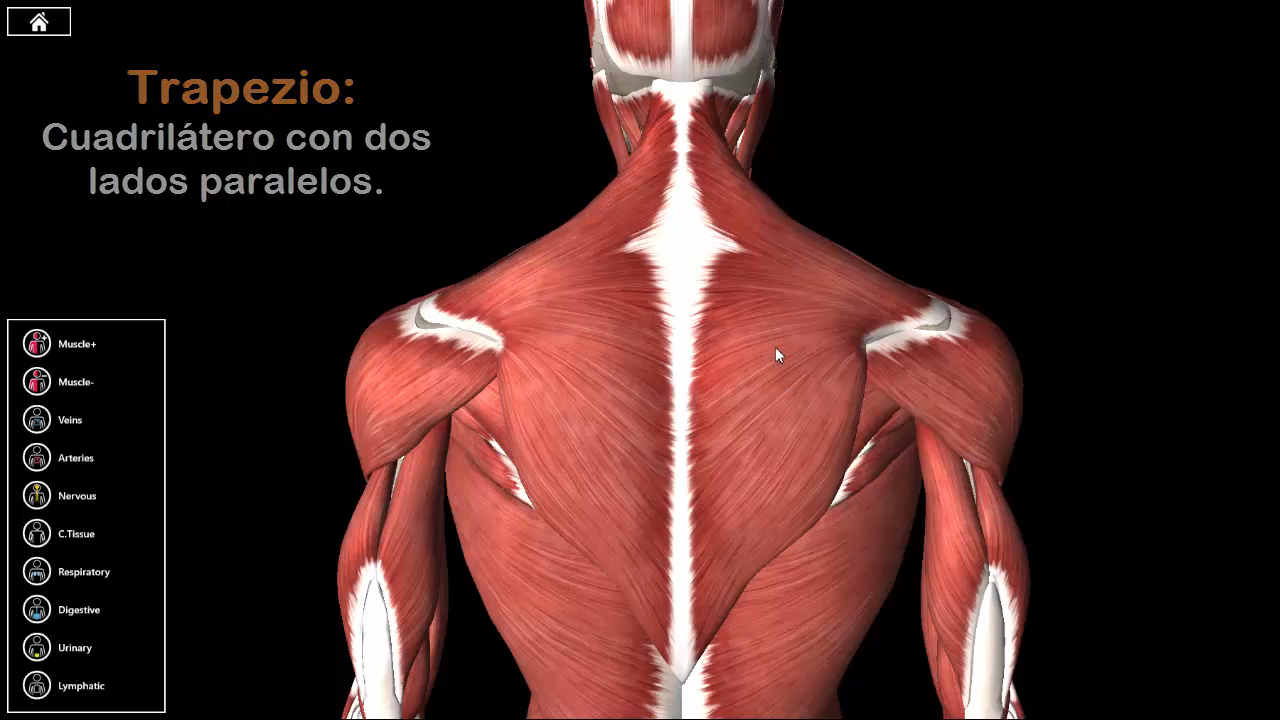 Trapezio:
Cuadrilátero con dos
lados paralelos.
Muscle+
Muscle-
Veins
Arteries
Nervous
C.Tissue
Respiratory
Digestive
Urinary
Lymphatic